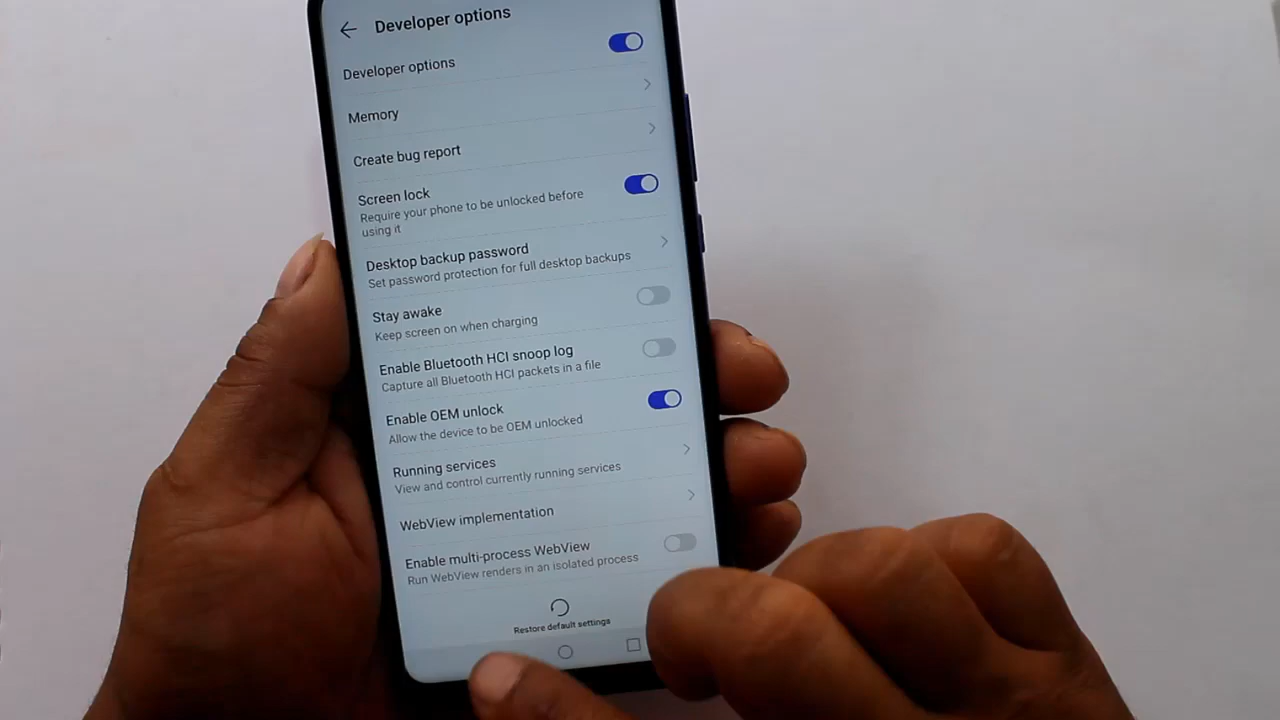 Developer options
Developer options
Memory
Create bug report
Screen lock
Require your phone to be unlocked before
using it
Desktop backup password
Set password protection for full desktop backups
Stay awake
Keep screen on when charging
Enable Bluetooth HCI snoop log
Capture all Bluetooth HCI packets in a file
Enable OEM unlock
Allow the device to be OEM unlocked
Running services
View and control currently running services
WebView implementation
Enable multi-process WebView
Run WebView renders in an isolated process
Restore default settings